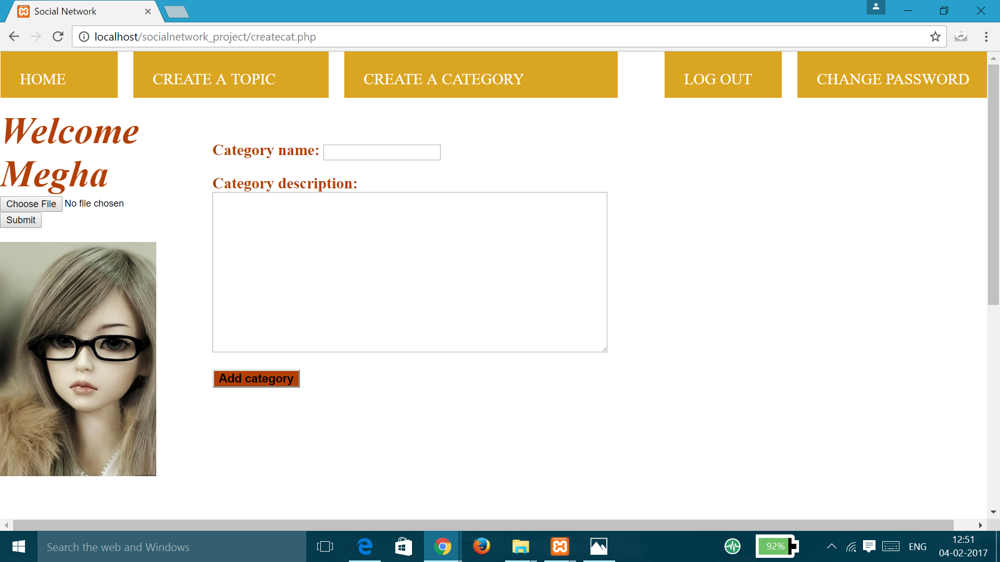 Social Network
localhost/socialnetwork_project/createcat.php
HOME
CREATE A TOPIC
CREATE A CATEGORY
LOG OUT
CHANGE PASSWORD
Welcome
Megha
Choose File No file chosen
Submit
Category name:
Category description:
Add category
Search the web and Windows
92%
ENG
12:51
04-02-2017